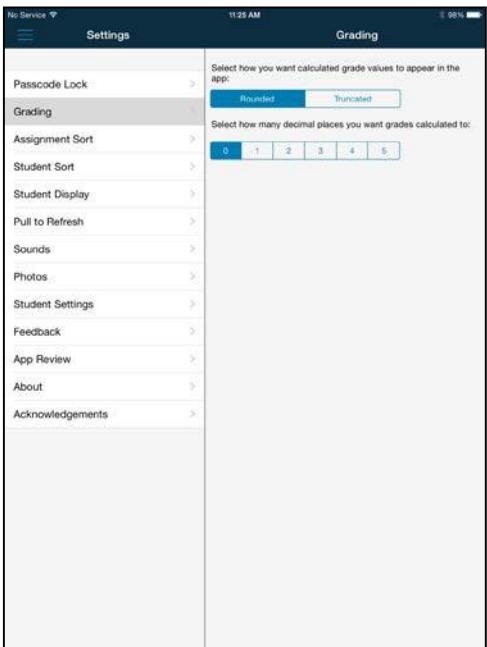 No Service 11:25 AM 98%
Settings
Grading
Passcode Lock
Grading
Assignment Sort
Student Sort
Student Display
Pull to Refresh
Sounds
Photos
Student Settings
Feedback
App Review
About
Acknowledgements
Select how you want calculated grade values to appear in the
app:
Rounded Truncated
Select how many decimal places you want grades calculated to:
0 1 2 3 4 5